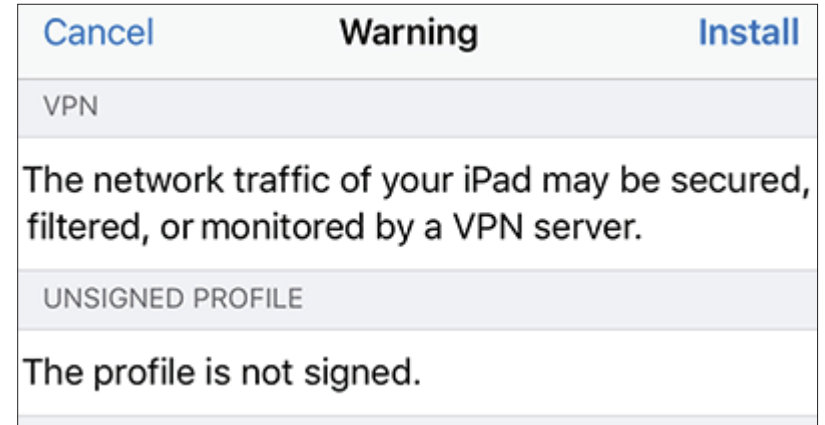 Cancel Warning Install
VPN
The network traffic of your iPad may be secured,
filtered, or monitored by a VPN server.
UNSIGNED PROFILE
The profile is not signed.